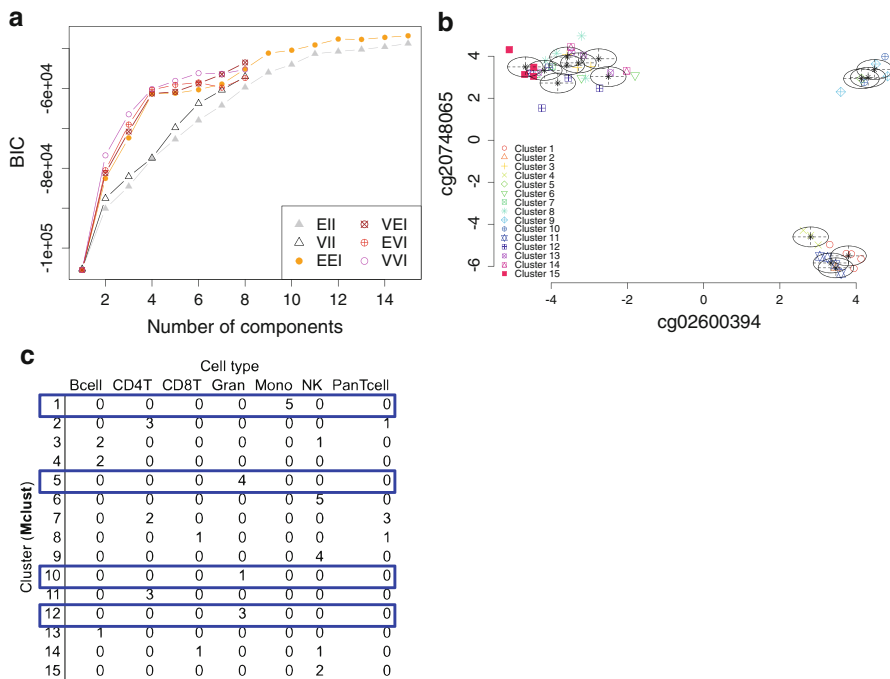 a
BIC
-6e+04
-8e+04
-1e+05
EII VEI
VII EVI
EEI VVI
2 4 6 8 10 12 14
Number of components
b
cg20748065
4
2
0
-2
-4
-6
Cluster 1
Cluster 2
Cluster 3
Cluster 4
Cluster 5
Cluster 6
Cluster 7
Cluster 8
Cluster 9
Cluster 10
Cluster 11
Cluster 12
Cluster 13
Cluster 14
Cluster 15
-4 -2 0 2 4
cg02600394
c
Cell type
Bcell CD4T CD8T Gran Mono NK PanTcell
Cluster (Mclust)
1 0 0 0 0 5 0 0
2 0 3 0 0 0 0 1
3 2 0 0 0 0 1 0
4 2 0 0 0 0 0 0
5 0 0 0 4 0 0 0
6 0 0 0 0 0 5 0
7 0 2 0 0 0 0 3
8 0 0 1 0 0 0 1
9 0 0 0 0 0 4 0
10 0 0 0 1 0 0 0
11 0 3 0 0 0 0 0
12 0 0 0 3 0 0 0
13 1 0 0 0 0 0 0
14 0 0 1 0 0 1 0
15 0 0 0 0 0 2 0